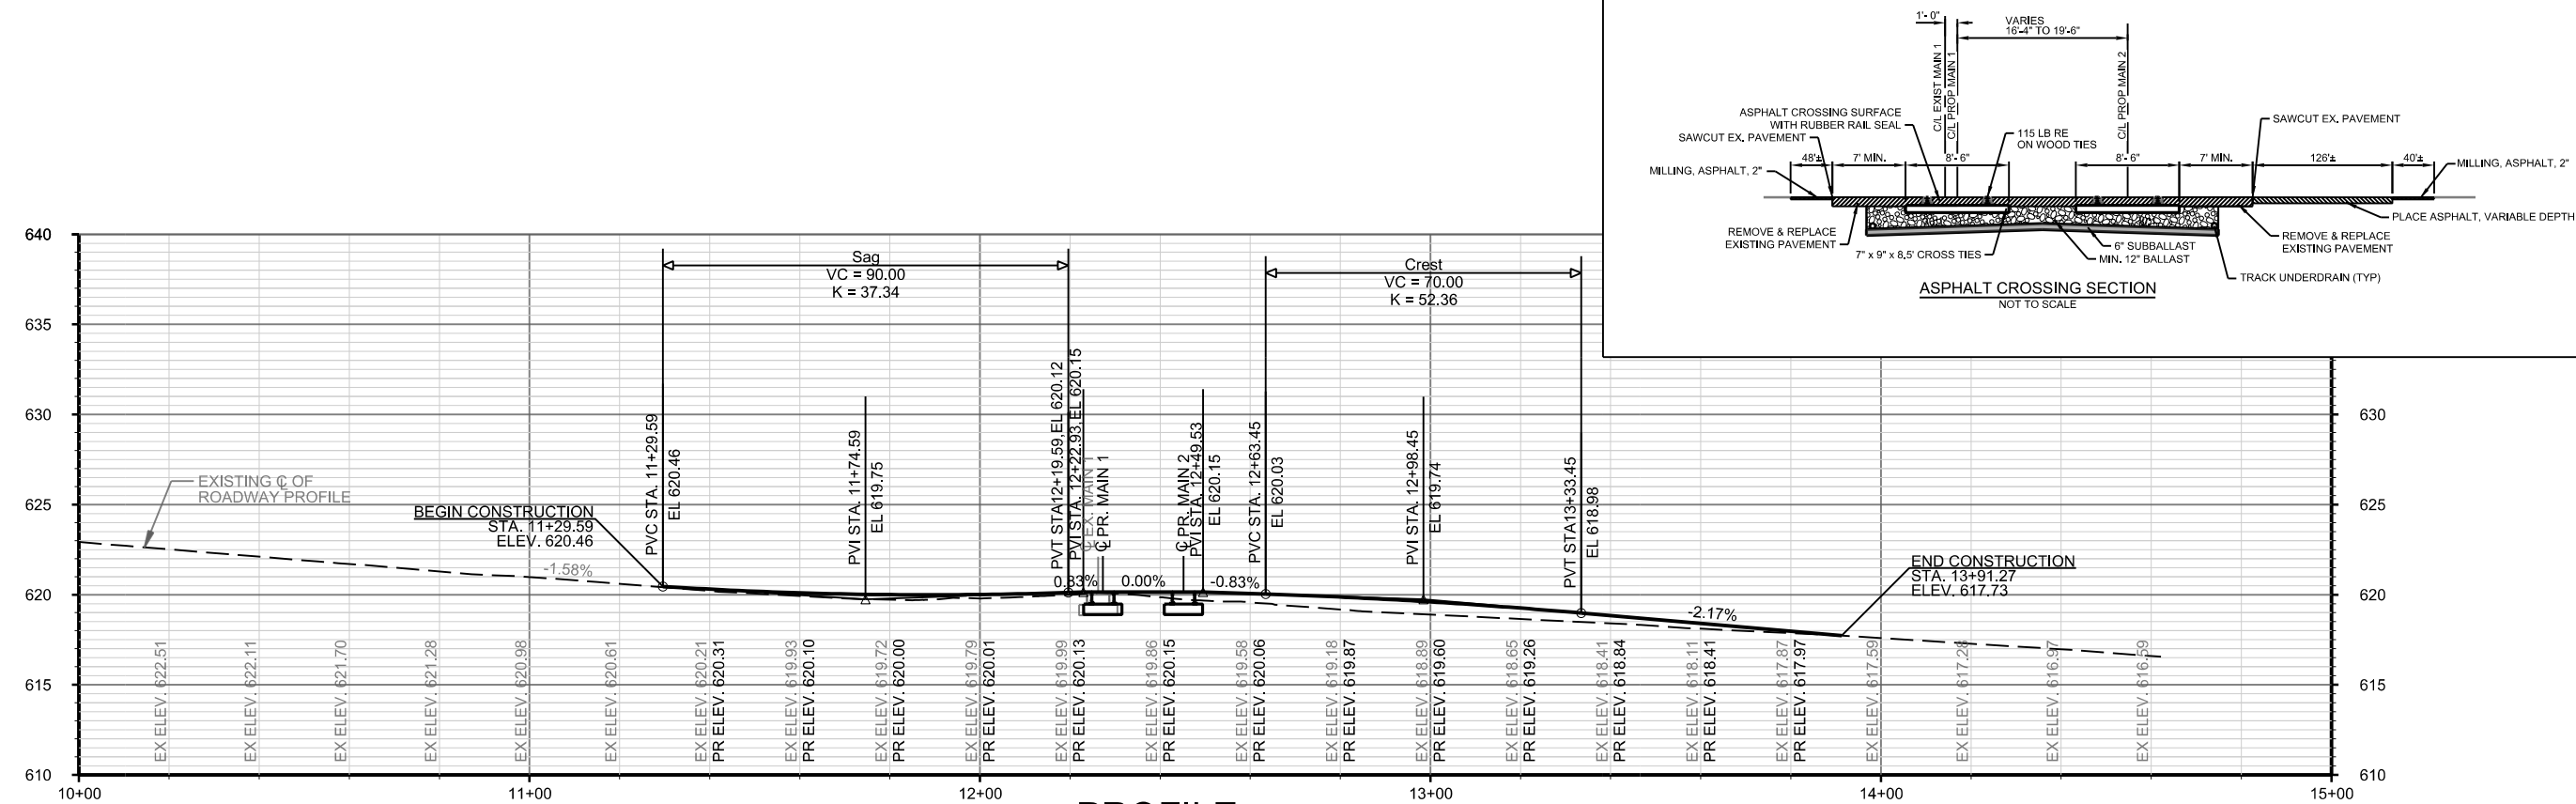 1'- 0"
VARIES
16'-4" TO 19'-6"
C/L EXIST MAIN 1
C/L PROP MAIN 1
C/L PROP MAIN 2
ASPHALT CROSSING SURFACE
WITH RUBBER RAIL SEAL
SAWCUT EX. PAVEMENT
115 LB RE
ON WOOD TIES
SAWCUT EX. PAVEMENT
48'±
7' MIN.
8'- 6"
8'- 6"
7' MIN.
126'±
40'±
MILLING, ASPHALT, 2"
MILLING, ASPHALT, 2"
PLACE ASPHALT, VARIABLE DEPTH
REMOVE & REPLACE
EXISTING PAVEMENT
7" x 9" x 8.5' CROSS TIES
6" SUBBALLAST
MIN. 12" BALLAST
REMOVE & REPLACE
EXISTING PAVEMENT
TRACK UNDERDRAIN (TYP)
ASPHALT CROSSING SECTION
NOT TO SCALE
640
635
630
625
620
615
610
630
625
620
615
610
Sag
VC = 90.00
K = 37.34
Crest
VC = 70.00
K = 52.36
EXISTING ℄ OF
ROADWAY PROFILE
BEGIN CONSTRUCTION
STA. 11+29.59
ELEV. 620.46
-1.58%
PVC STA. 11+29.59
EL 620.46
PVI STA. 11+74.59
EL 619.75
PVT STA12+19.59,EL 620.12
PVI STA. 12+22.93,EL 620.15
℄ EX. MAIN 1
℄ PR. MAIN 1
℄ PR. MAIN 2
PVI STA. 12+49.53
EL 620.15
PVC STA. 12+63.45
EL 620.03
PVI STA. 12+98.45
EL 619.74
PVT STA13+33.45
EL 618.98
0.83%
0.00%
-0.83%
-2.17%
END CONSTRUCTION
STA. 13+91.27
ELEV. 617.73
EX ELEV. 622.51
EX ELEV. 622.11
EX ELEV. 621.70
EX ELEV. 621.28
EX ELEV. 620.98
EX ELEV. 620.61
EX ELEV. 620.21
PR ELEV. 620.31
EX ELEV. 619.93
PR ELEV. 620.10
EX ELEV. 619.72
PR ELEV. 620.00
EX ELEV. 619.79
PR ELEV. 620.01
EX ELEV. 619.99
PR ELEV. 620.13
EX ELEV. 619.86
PR ELEV. 620.15
EX ELEV. 619.58
PR ELEV. 620.06
EX ELEV. 619.18
PR ELEV. 619.87
EX ELEV. 618.89
PR ELEV. 619.60
EX ELEV. 618.65
PR ELEV. 619.26
EX ELEV. 618.41
PR ELEV. 618.84
EX ELEV. 618.11
PR ELEV. 618.41
EX ELEV. 617.87
PR ELEV. 617.97
EX ELEV. 617.59
EX ELEV. 617.28
EX ELEV. 616.97
EX ELEV. 616.59
10+00
11+00
12+00
13+00
14+00
15+00
PROFILE